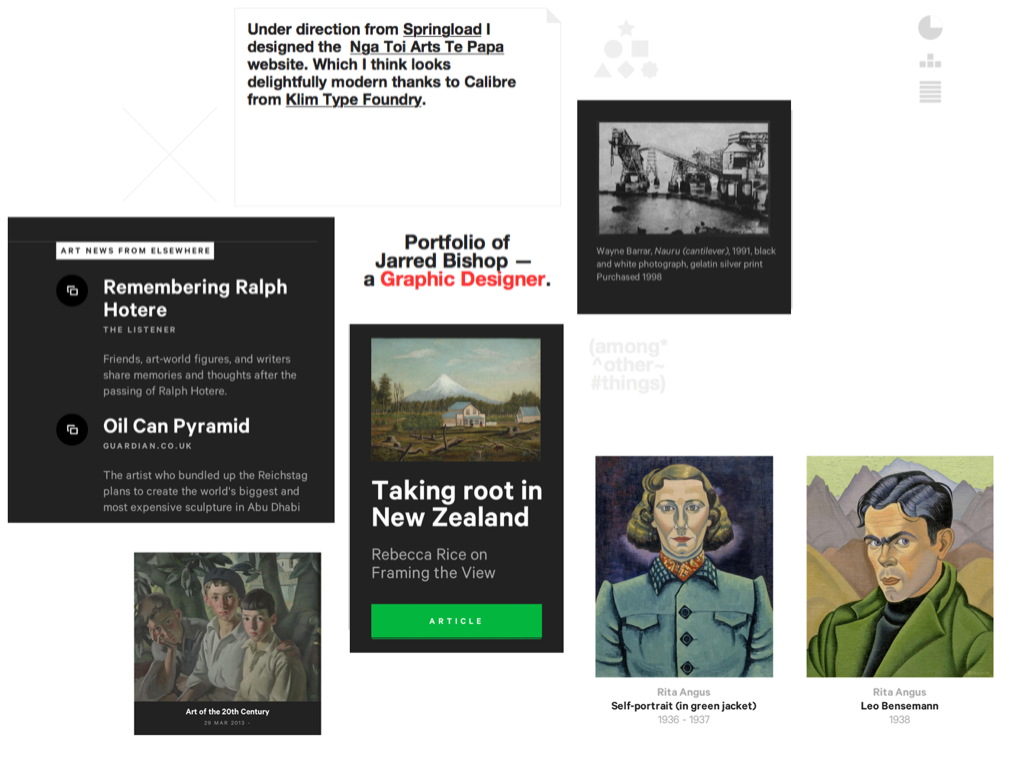 Under direction from Springload I
designed the Nga Toi Arts Te Papa
website. Which I think looks
delightfully modern thanks to Calibre
from Klim Type Foundry.
Wayne Barrar, Nauru (cantilever), 1991, black
and white photograph, gelatin silver print
Purchased 1998
ART NEWS FROM ELSEWHERE
Remembering Ralph
Hotere
THE LISTENER
Friends, art-world figures, and writers
share memories and thoughts after the
passing of Ralph Hotere.
Oil Can Pyramid
GUARDIAN.CO.UK
The artist who bundled up the Reichstag
plans to create the world's biggest and
most expensive sculpture in Abu Dhabi
Portfolio of
Jarred Bishop —
a Graphic Designer.
(among*
^other~
#things)
Taking root in
New Zealand
Rebecca Rice on
Framing the View
ARTICLE
Art of the 20th Century
29 MAR 2013 -
Rita Angus
Self-portrait (in green jacket)
1936 - 1937
Rita Angus
Leo Bensemann
1938